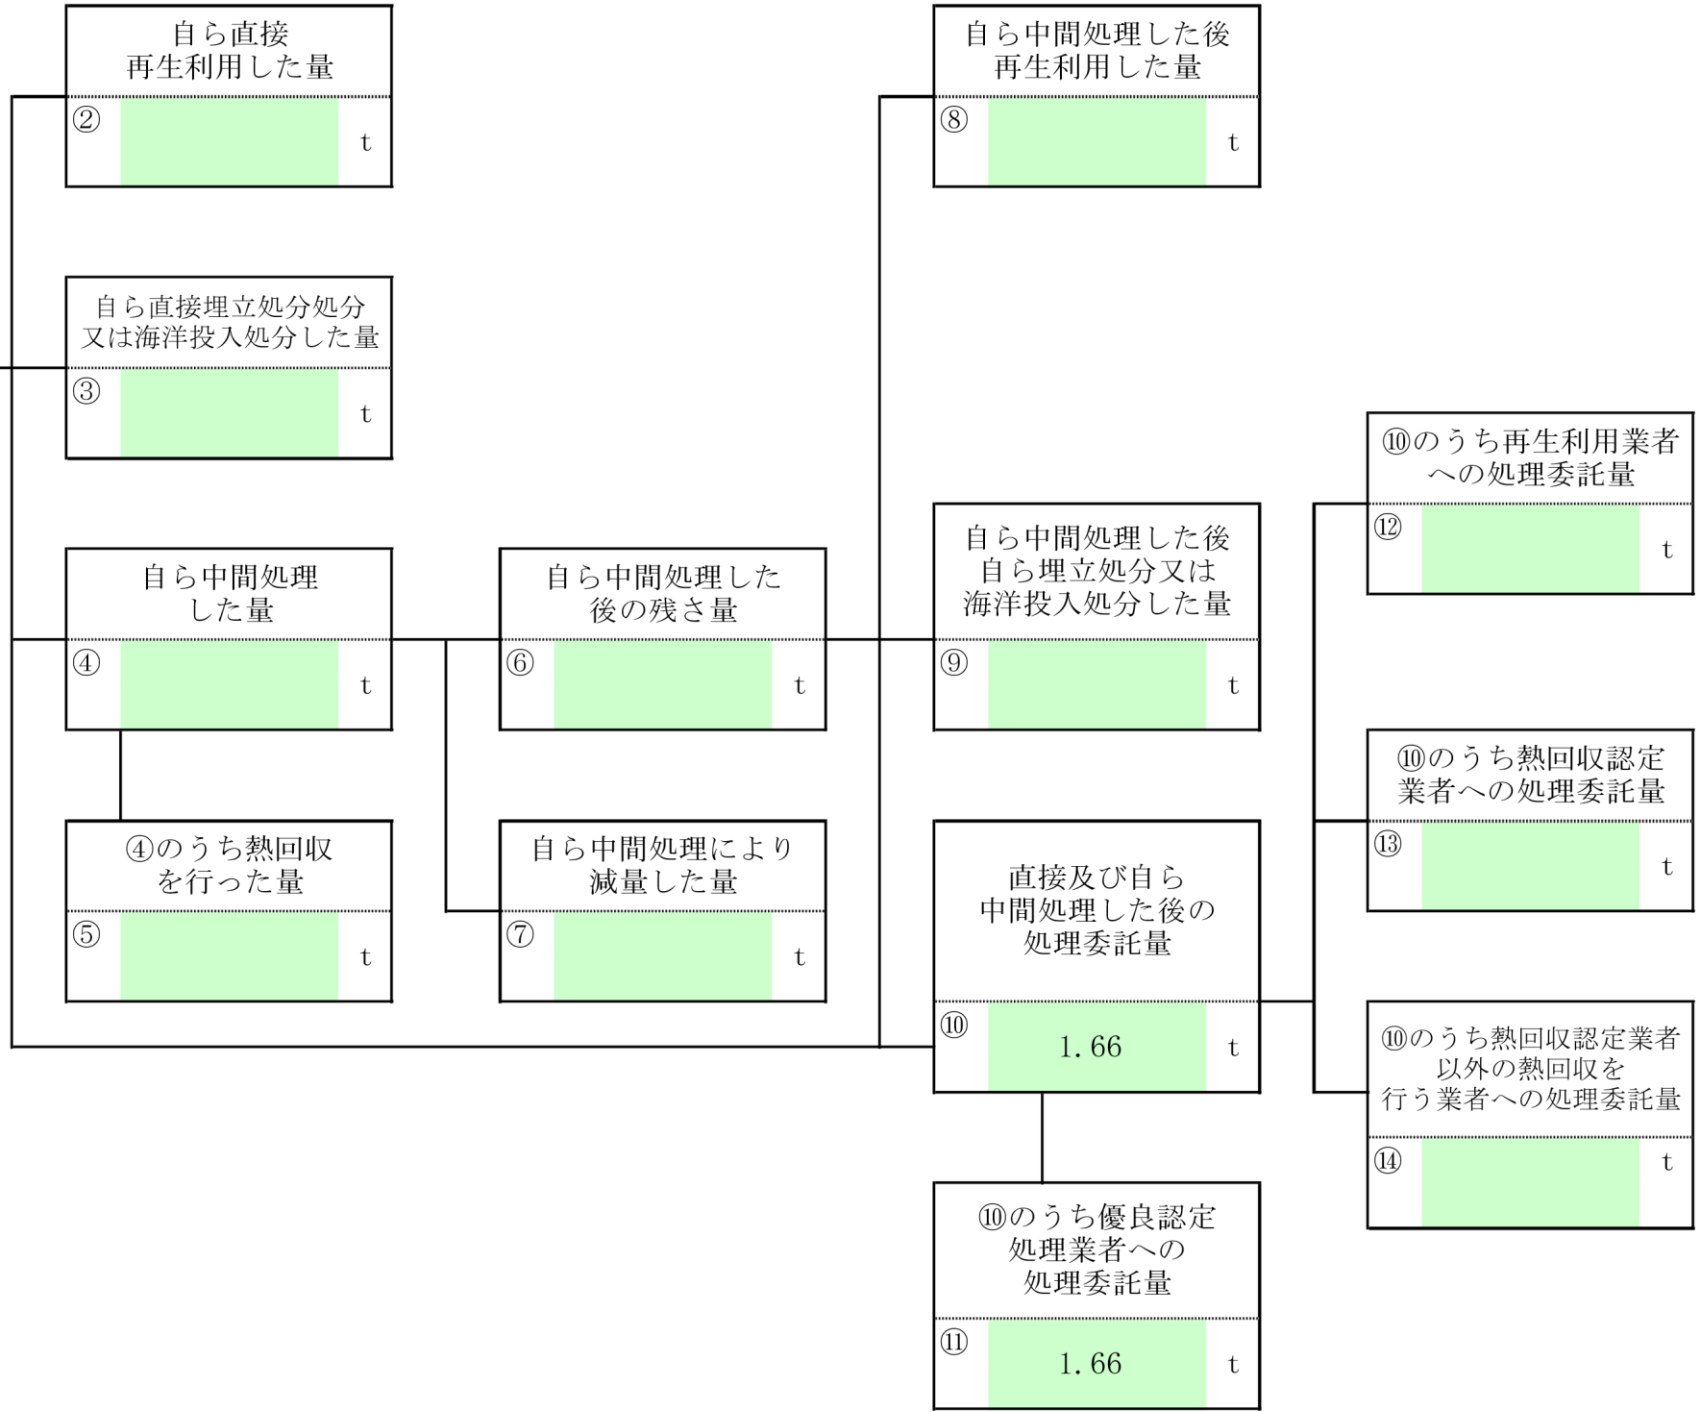 自ら直接
再生利用した量
②
t
自ら中間処理した後
再生利用した量
⑧
t
自ら直接埋立処分処分
又は海洋投入処分した量
③
t
⑩のうち再生利用業者
への処理委託量
⑫
t
自ら中間処理
した量
④
t
自ら中間処理した
後の残さ量
⑥
t
自ら中間処理した後
自ら埋立処分又は
海洋投入処分した量
⑨
t
⑩のうち熱回収認定
業者への処理委託量
⑬
t
④のうち熱回収
を行った量
⑤
t
自ら中間処理により
減量した量
⑦
t
直接及び自ら
中間処理した後の
処理委託量
⑩ 1.66 t
⑩のうち熱回収認定業者
以外の熱回収を
行う業者への処理委託量
⑭
t
⑩のうち優良認定
処理業者への
処理委託量
⑪ 1.66 t